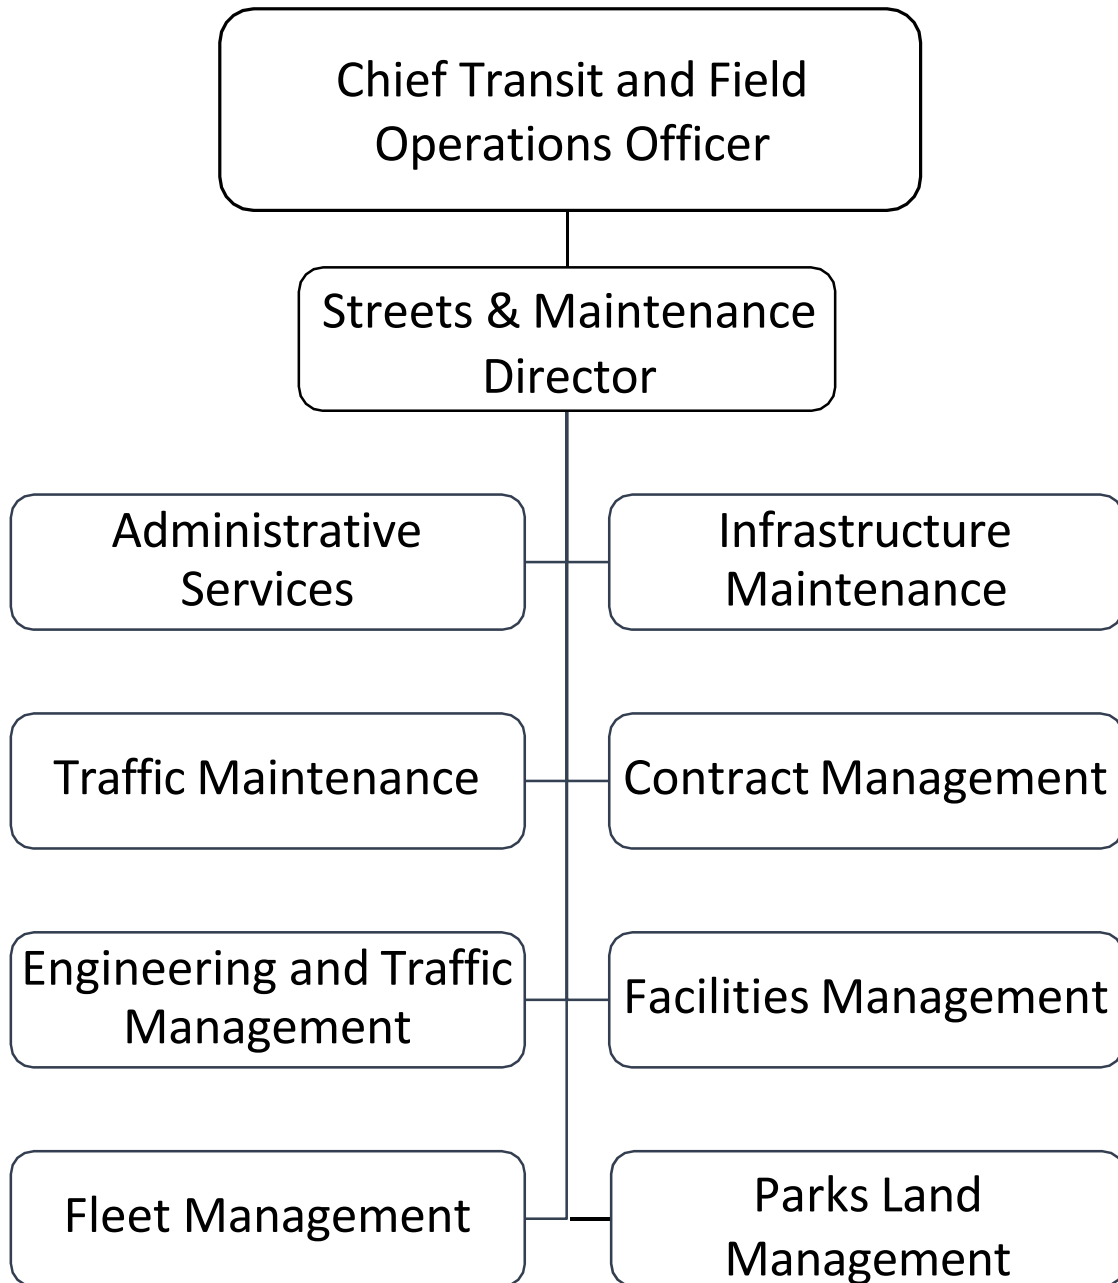 Chief Transit and Field
Operations Officer
Streets & Maintenance
Director
Administrative
Services
Infrastructure
Maintenance
Traffic Maintenance
Contract Management
Engineering and Traffic
Management
Facilities Management
Fleet Management
Parks Land
Management